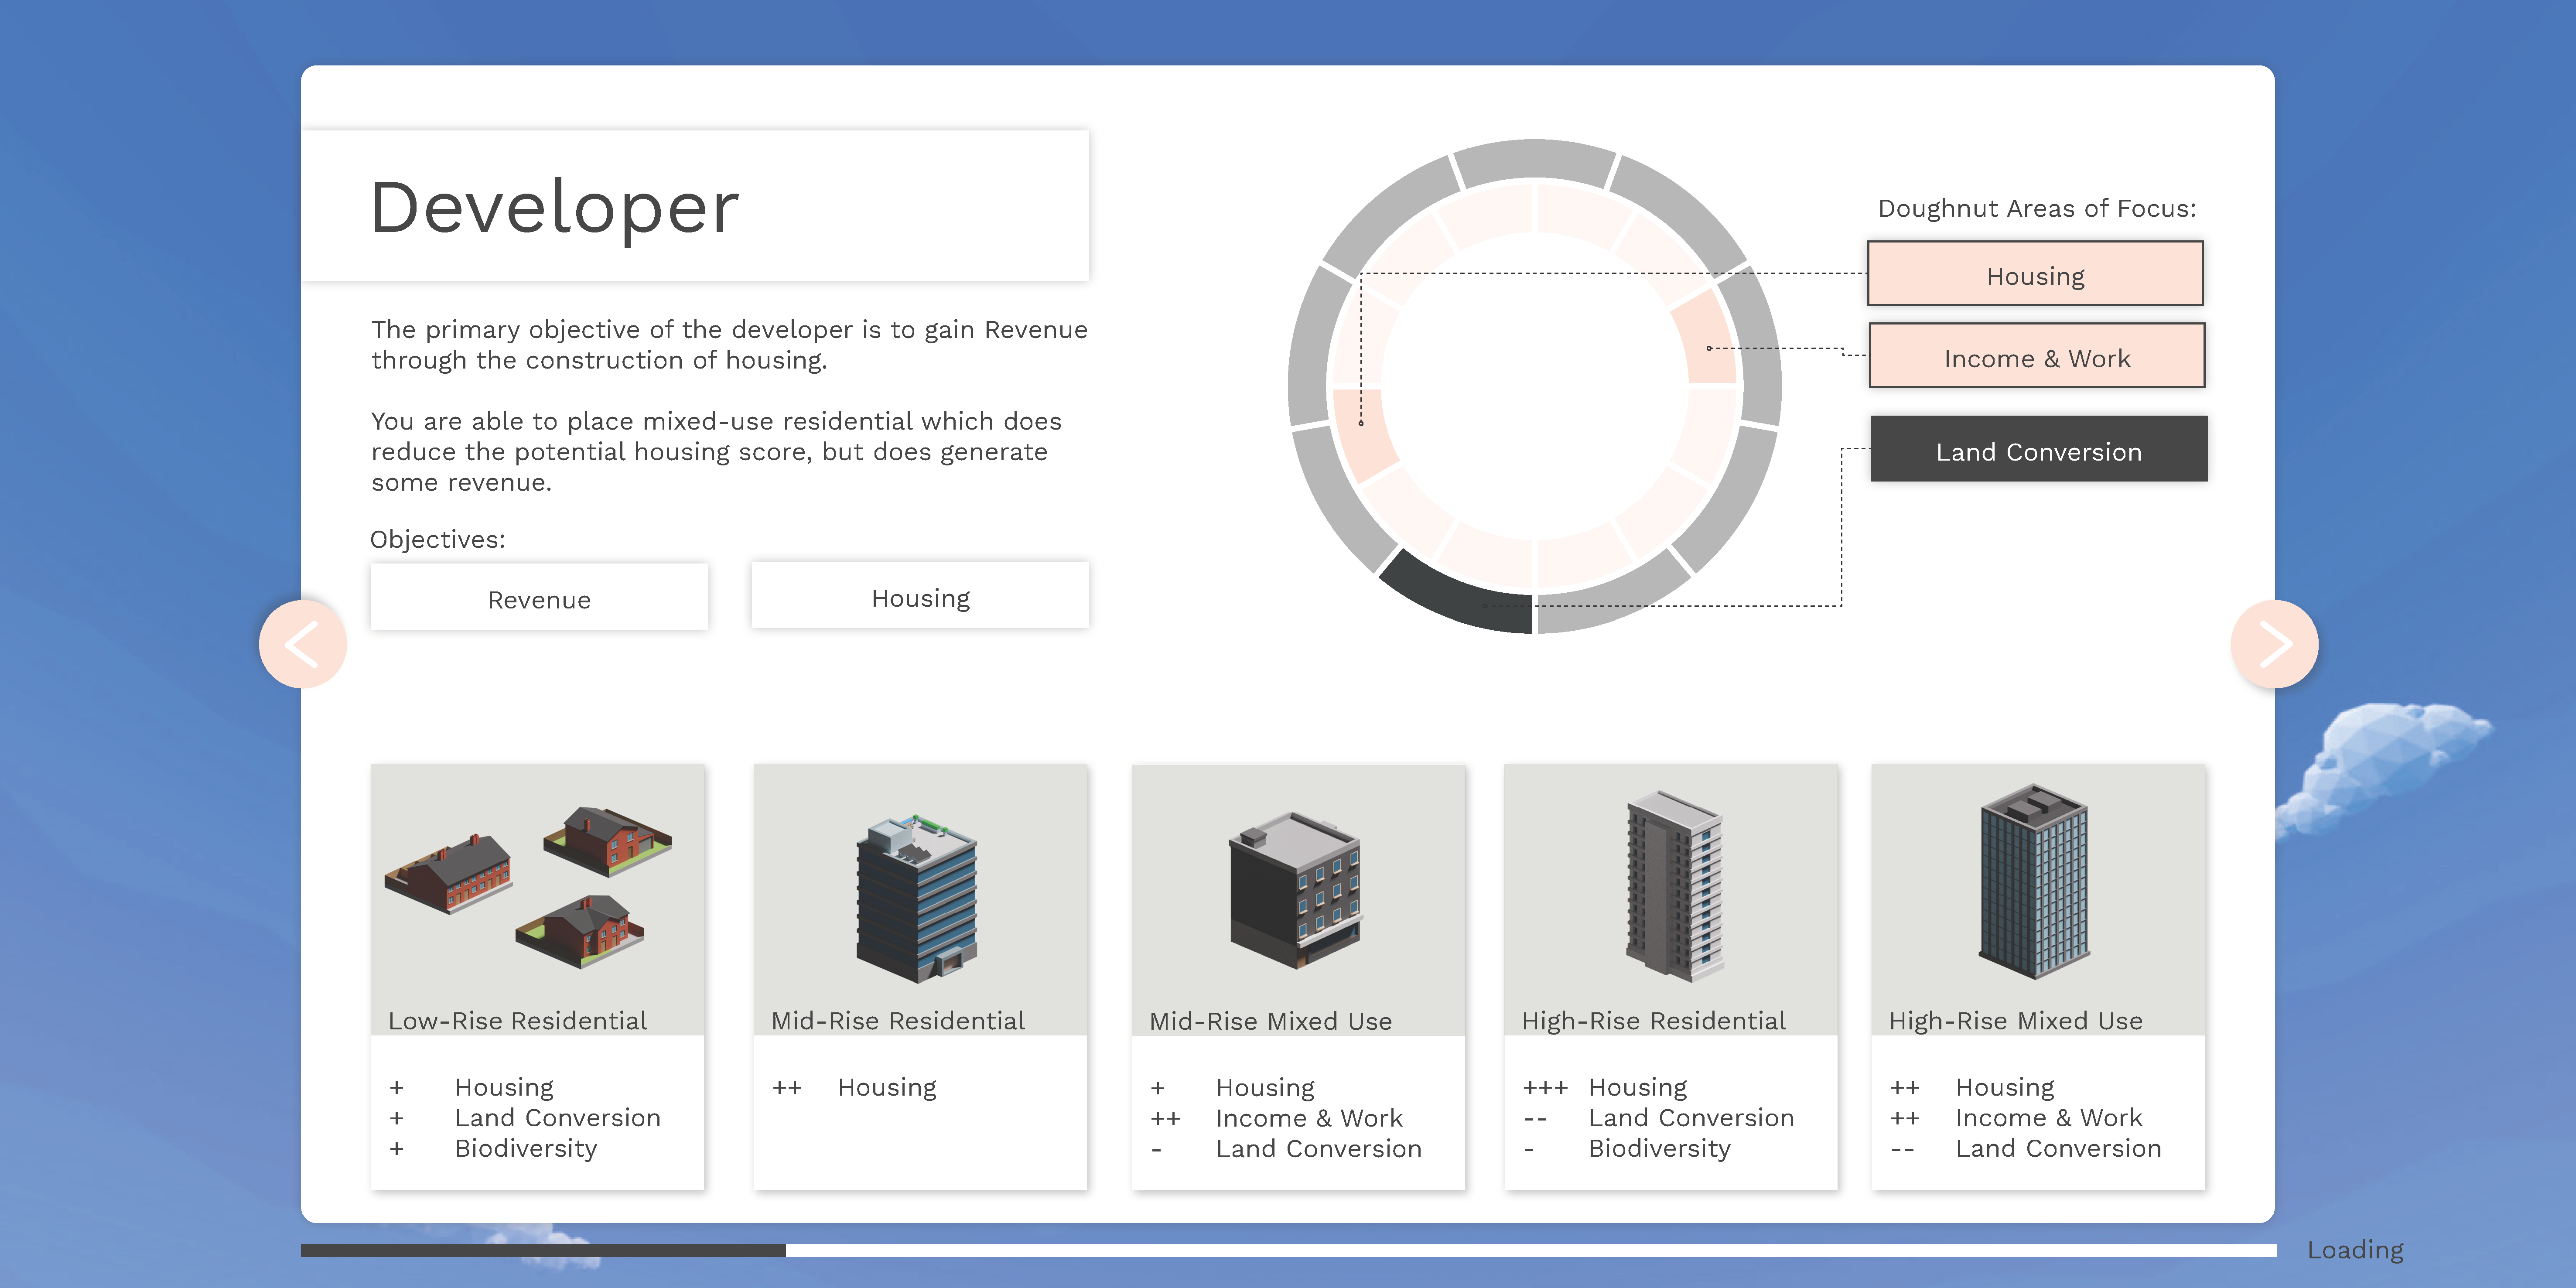 Developer
The primary objective of the developer is to gain Revenue
through the construction of housing.
You are able to place mixed-use residential which does
reduce the potential housing score, but does generate
some revenue.
Objectives:
Revenue
Housing
Doughnut Areas of Focus:
Housing
Income & Work
Land Conversion
Low-Rise Residential
+ Housing
+ Land Conversion
+ Biodiversity
Mid-Rise Residential
++ Housing
Mid-Rise Mixed Use
+ Housing
++ Income & Work
- Land Conversion
High-Rise Residential
+++ Housing
-- Land Conversion
- Biodiversity
High-Rise Mixed Use
++ Housing
++ Income & Work
-- Land Conversion
Loading